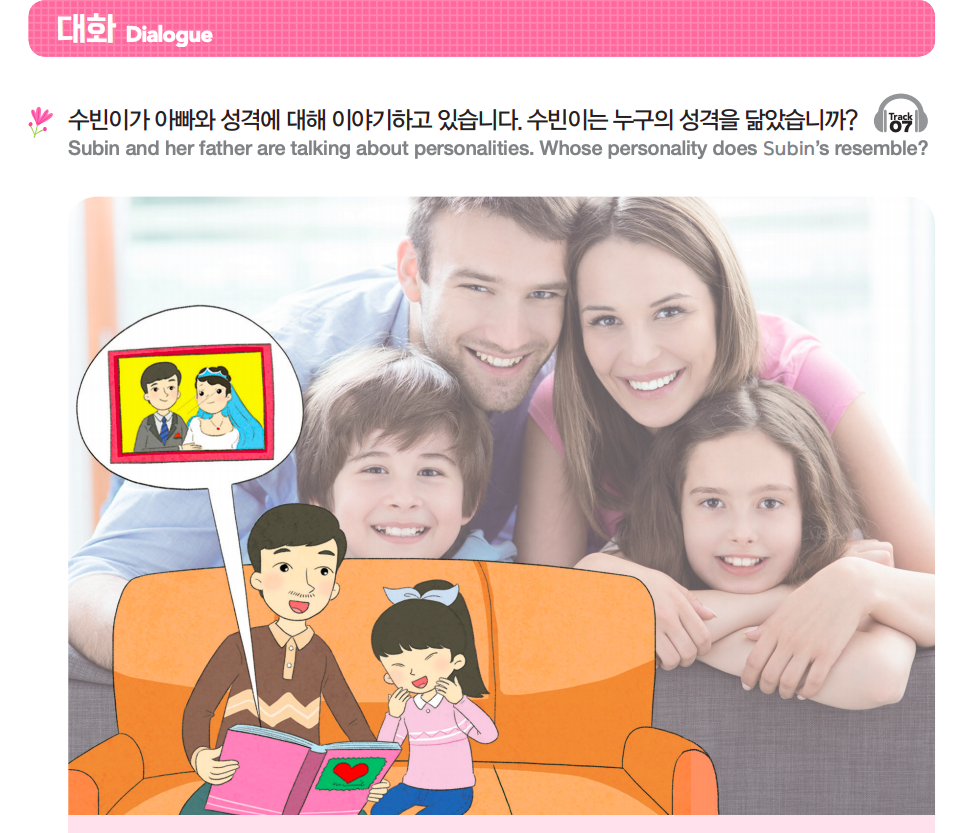 대화 Dialogue
수빈이가 아빠와 성격에 대해 이야기하고 있습니다. 수빈이는 누구의 성격을 닮았습니까?
Track
07
Subin and her father are talking about personalities. Whose personality does Subin's resemble?